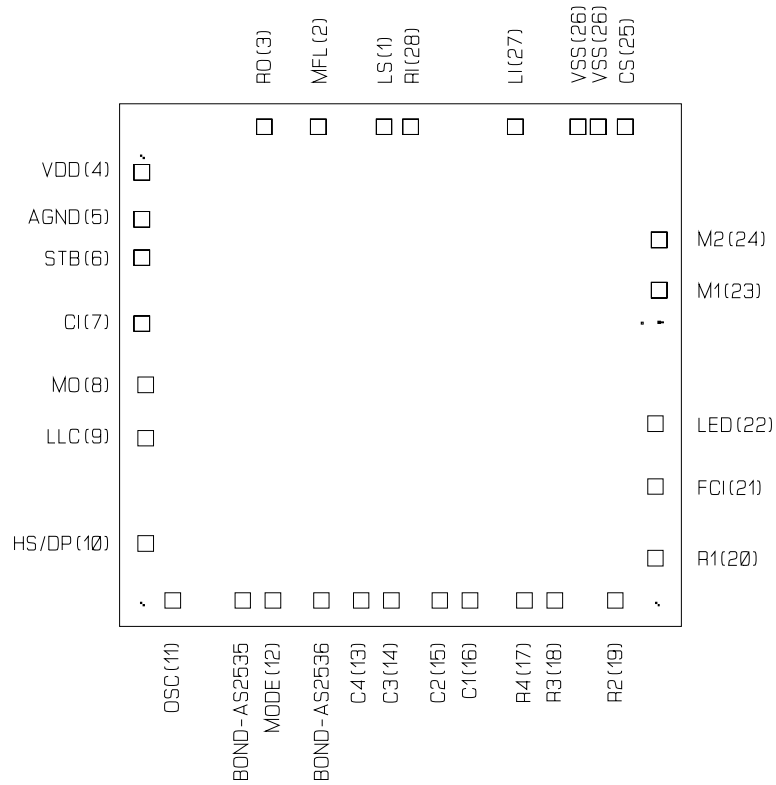 RO(3)
MFL(2)
LS(1)
RI(28)
LI(27)
VSS(26)
VSS(26)
CS(25)
VDD(4)
AGND(5)
STB(6)
CI(7)
MO(8)
LLC(9)
HS/DP(10)
M2(24)
M1(23)
LED(22)
FCI(21)
R1(20)
OSC(11)
BOND-AS2535
MODE(12)
BOND-AS2536
C4(13)
C3(14)
C2(15)
C1(16)
R4(17)
R3(18)
R2(19)